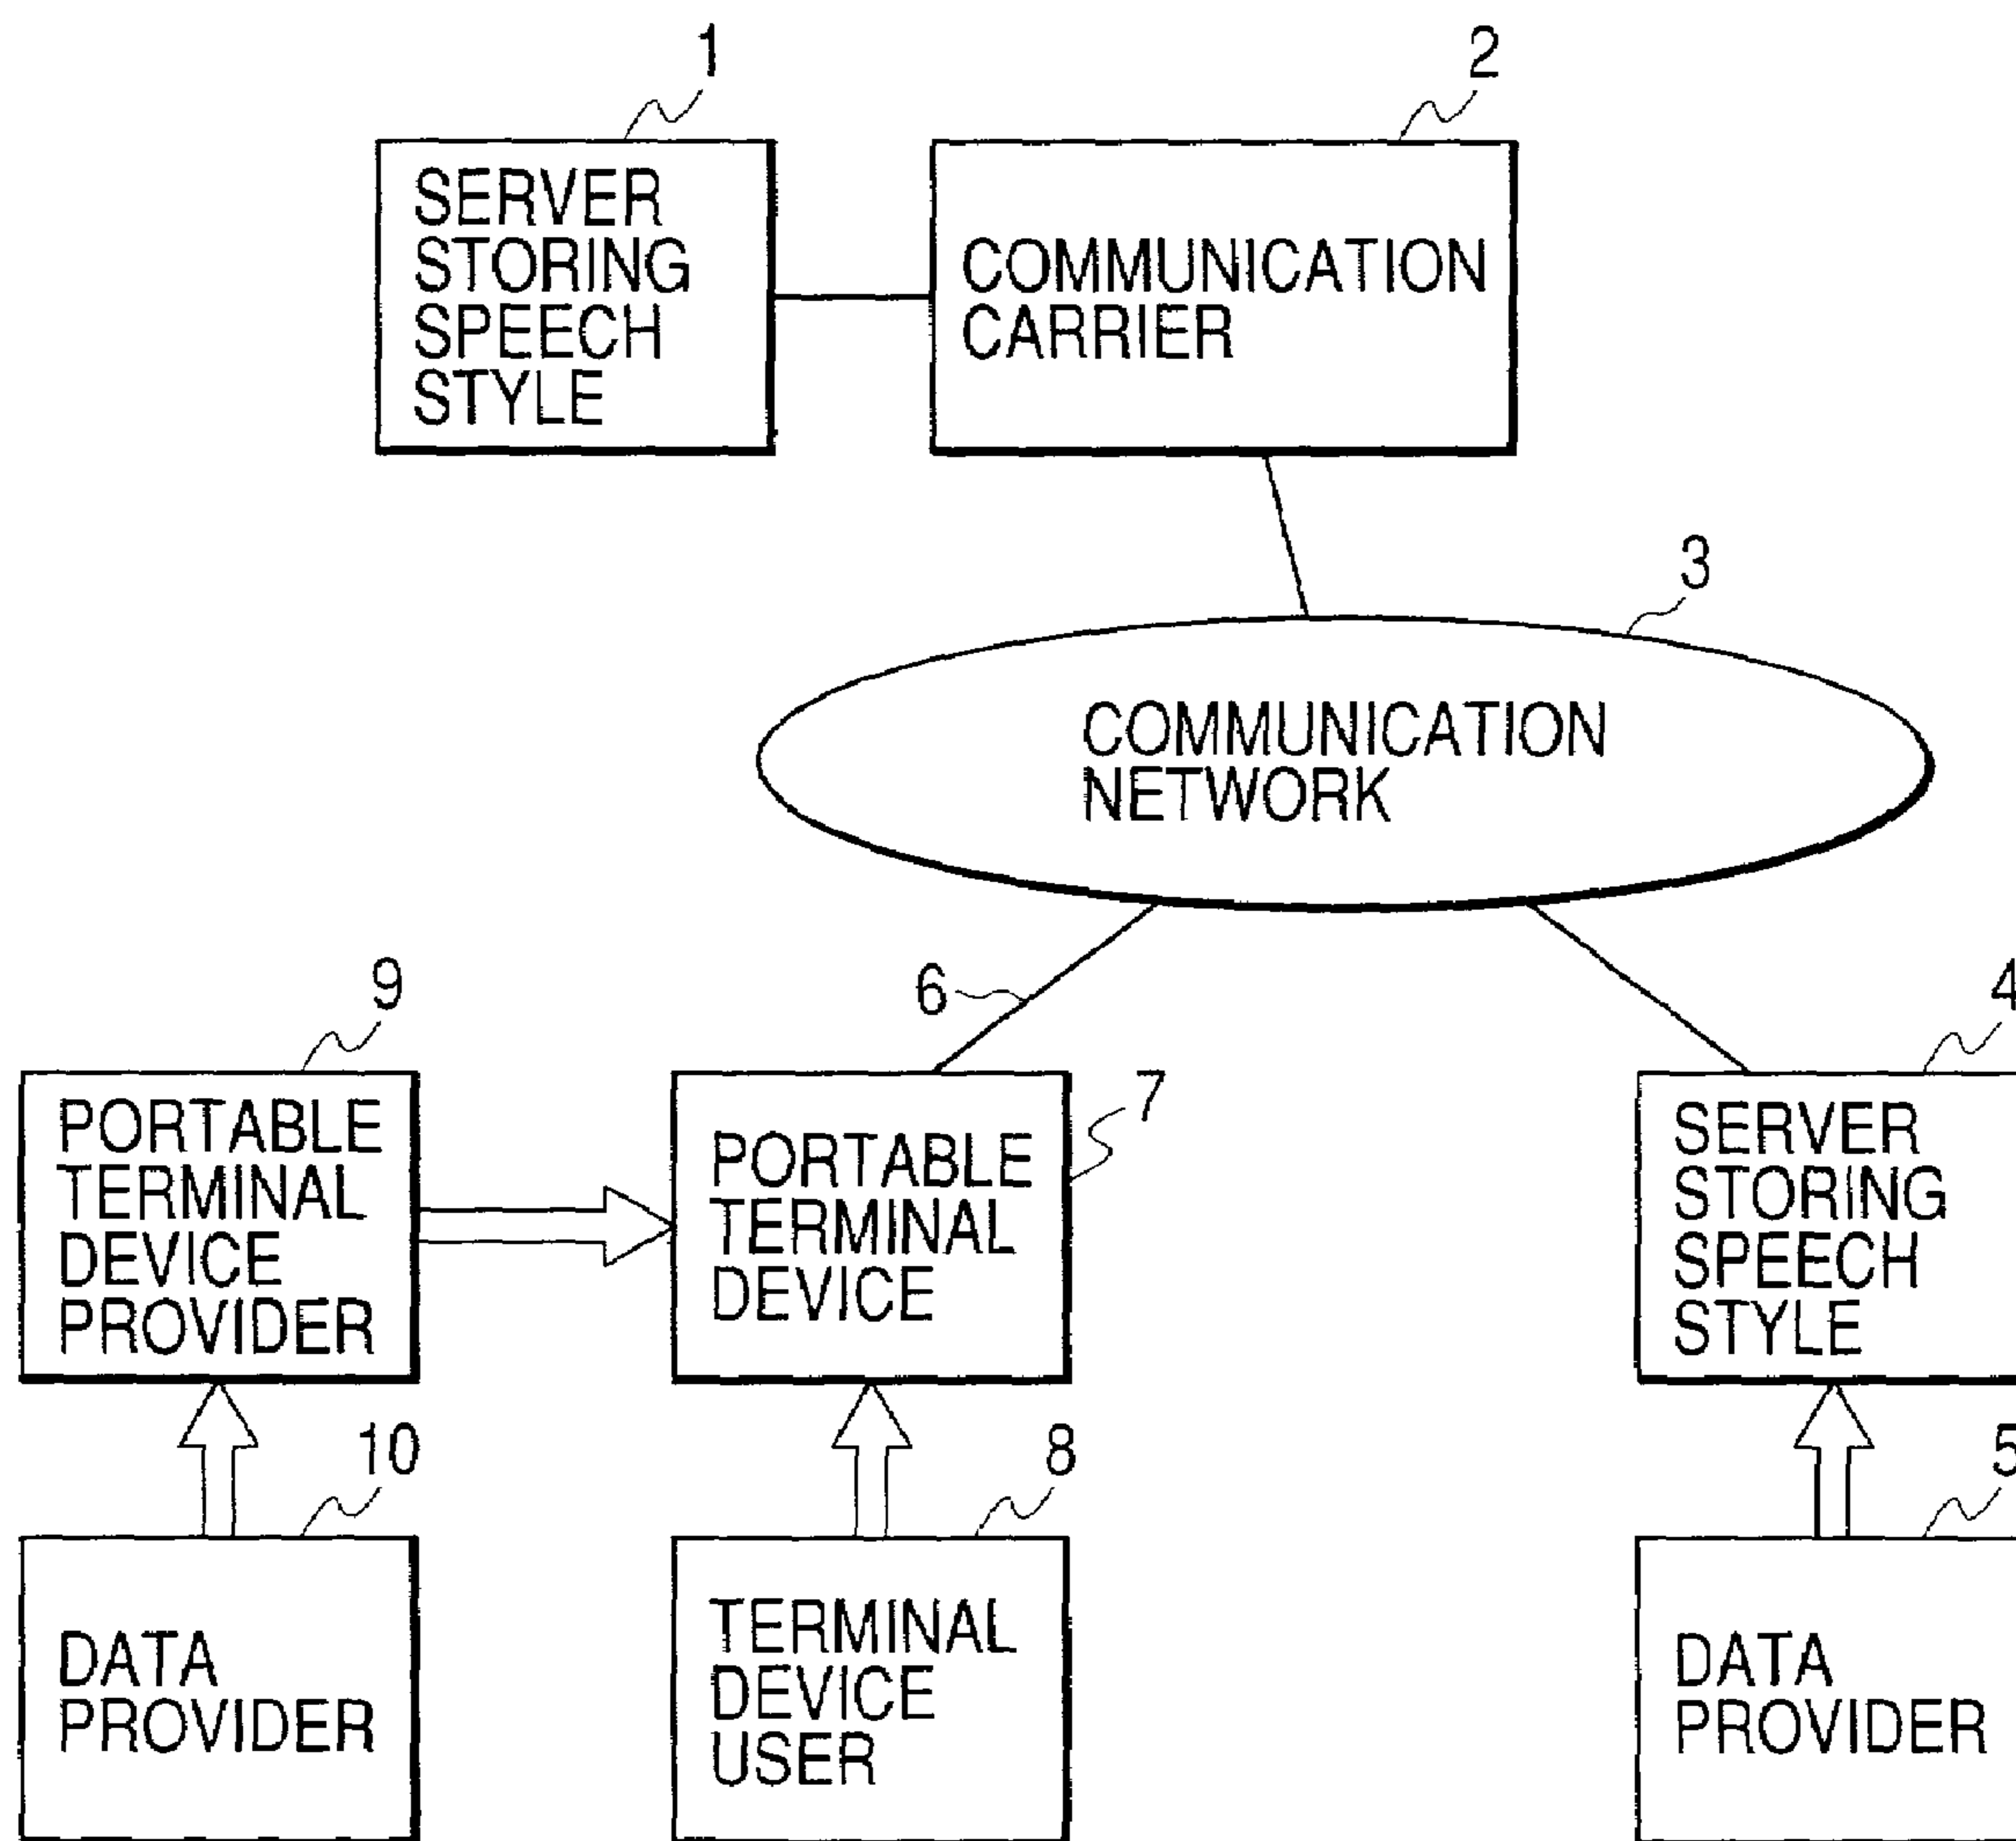 1
2
SERVER
STORING
SPEECH
STYLE
COMMUNICATION
CARRIER
3
COMMUNICATION
NETWORK
6
9
7
4
PORTABLE
TERMINAL
DEVICE
PROVIDER
PORTABLE
TERMINAL
DEVICE
SERVER
STORING
SPEECH
STYLE
10
8
5
DATA
PROVIDER
TERMINAL
DEVICE
USER
DATA
PROVIDER